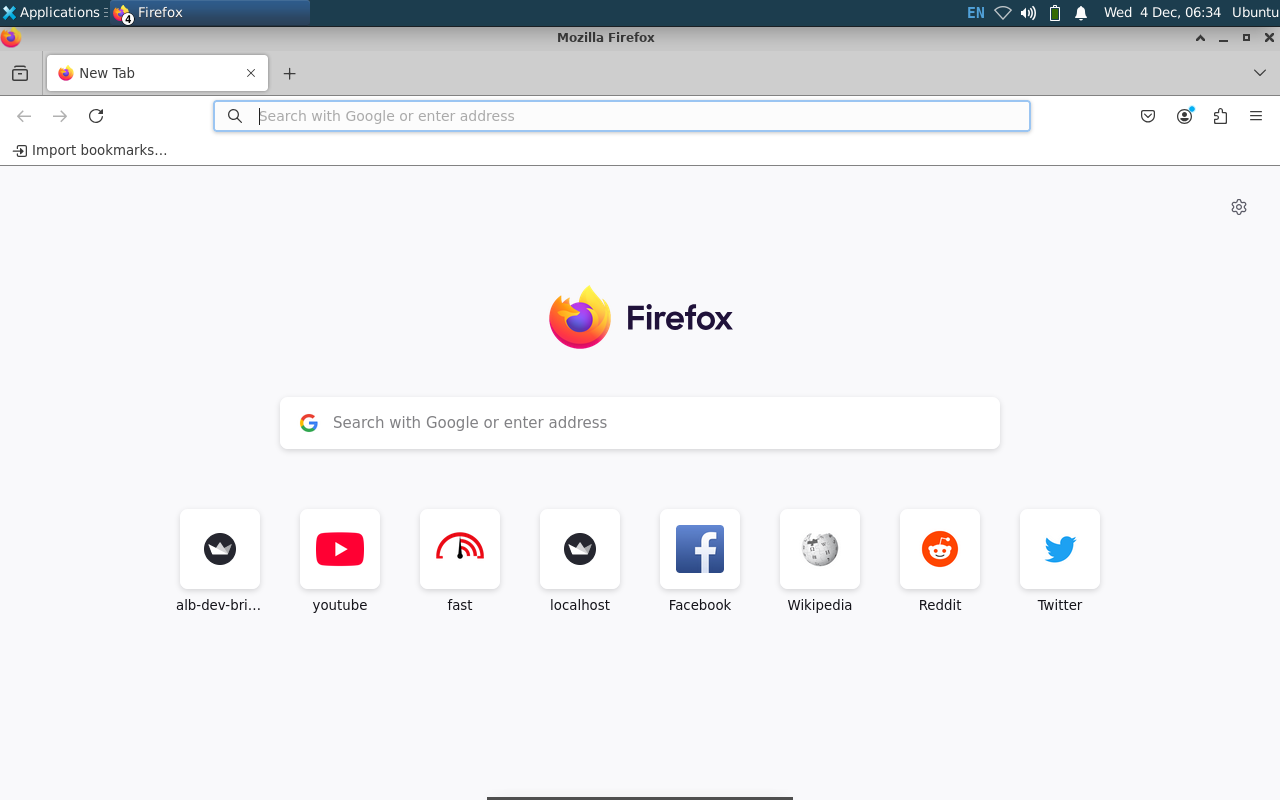 Applications
Firefox
4
EN
Wed 4 Dec, 06:34
Ubuntu
Mozilla Firefox
New Tab
Search with Google or enter address
Import bookmarks...
Firefox
Search with Google or enter address
alb-dev-bri...
youtube
fast
localhost
Facebook
Wikipedia
Reddit
Twitter